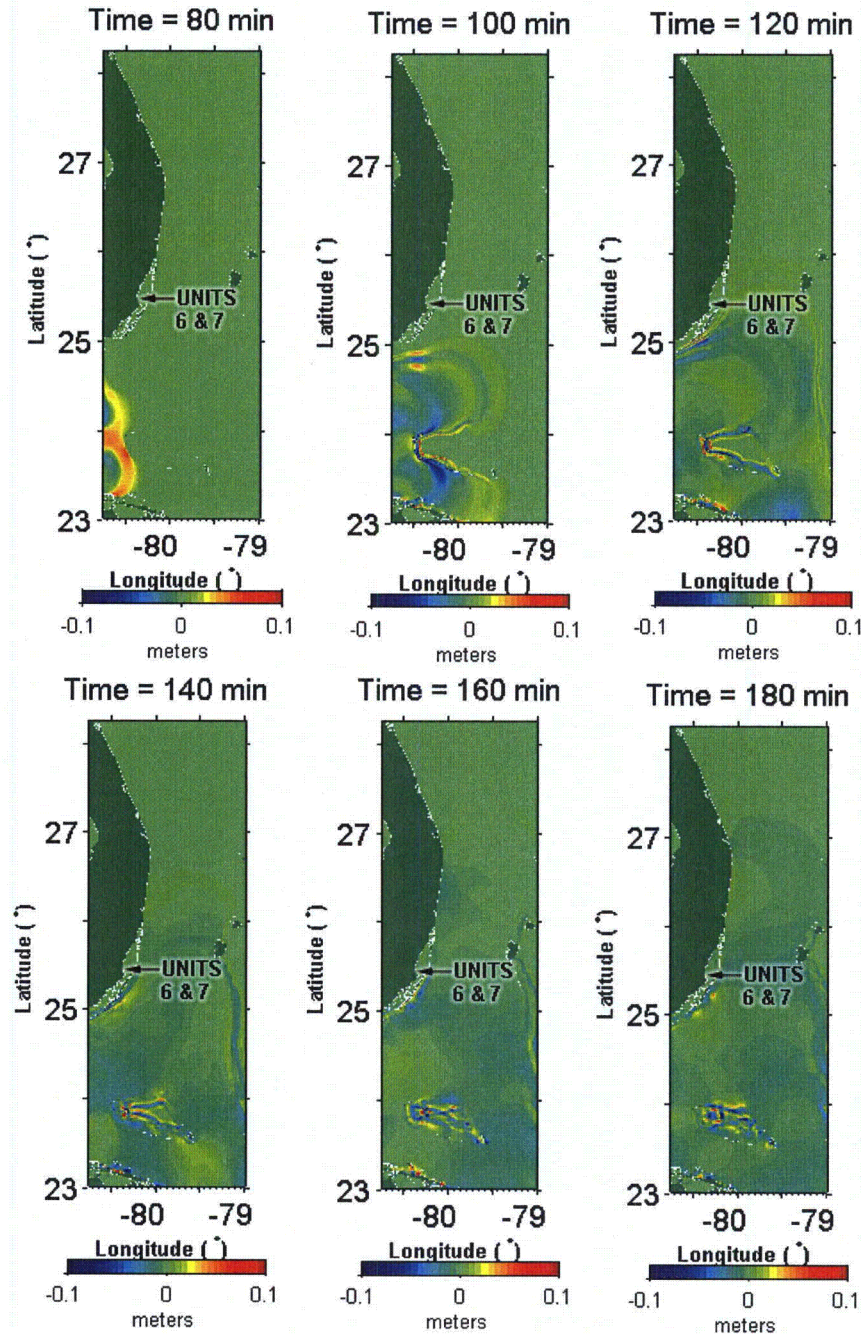 Time = 80 min
Time = 100 min
Time = 120 min
Latitude (°)
27
25
23
UNITS
6 & 7
-80 -79
Longitude (°)
-0.1 0 0.1
meters
Latitude (°)
27
25
23
UNITS
6 & 7
-80 -79
Longitude (°)
-0.1 0 0.1
meters
Latitude (°)
27
25
23
UNITS
6 & 7
-80 -79
Longitude (°)
-0.1 0 0.1
meters
Time = 140 min
Time = 160 min
Time = 180 min
Latitude (°)
27
25
23
UNITS
6 & 7
-80 -79
Longitude (°)
-0.1 0 0.1
meters
Latitude (°)
27
25
23
UNITS
6 & 7
-80 -79
Longitude (°)
-0.1 0 0.1
meters
Latitude (°)
27
25
23
UNITS
6 & 7
-80 -79
Longitude (°)
-0.1 0 0.1
meters